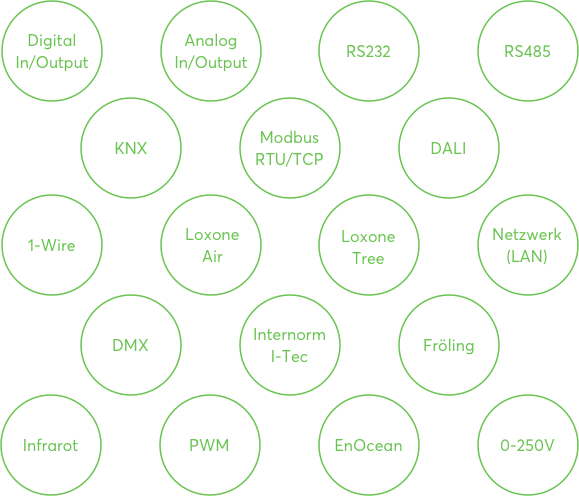 Digital
In/Output
Analog
In/Output
RS232
RS485
KNX
Modbus
RTU/TCP
DALI
1-Wire
Loxone
Air
Loxone
Tree
Netzwerk
(LAN)
DMX
Internorm
I-Tec
Fröling
Infrarot
PWM
EnOcean
0-250V